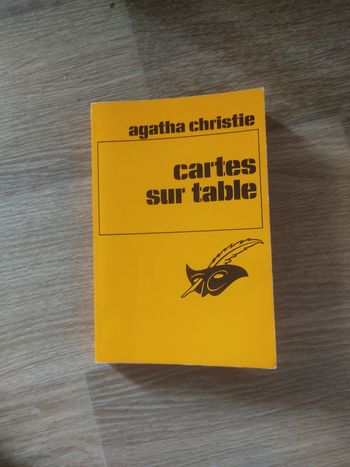 agatha christie
cartes
sur table